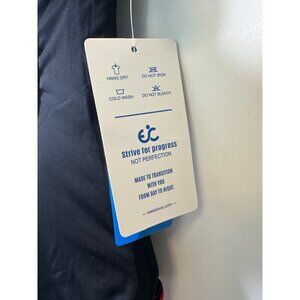 HANG DRY
DO NOT IRON
COLD WASH
DO NOT BLEACH
Strive for progress
NOT PERFECTION
MADE TO TRANSITION
WITH YOU
FROM DAY TO NIGHT.